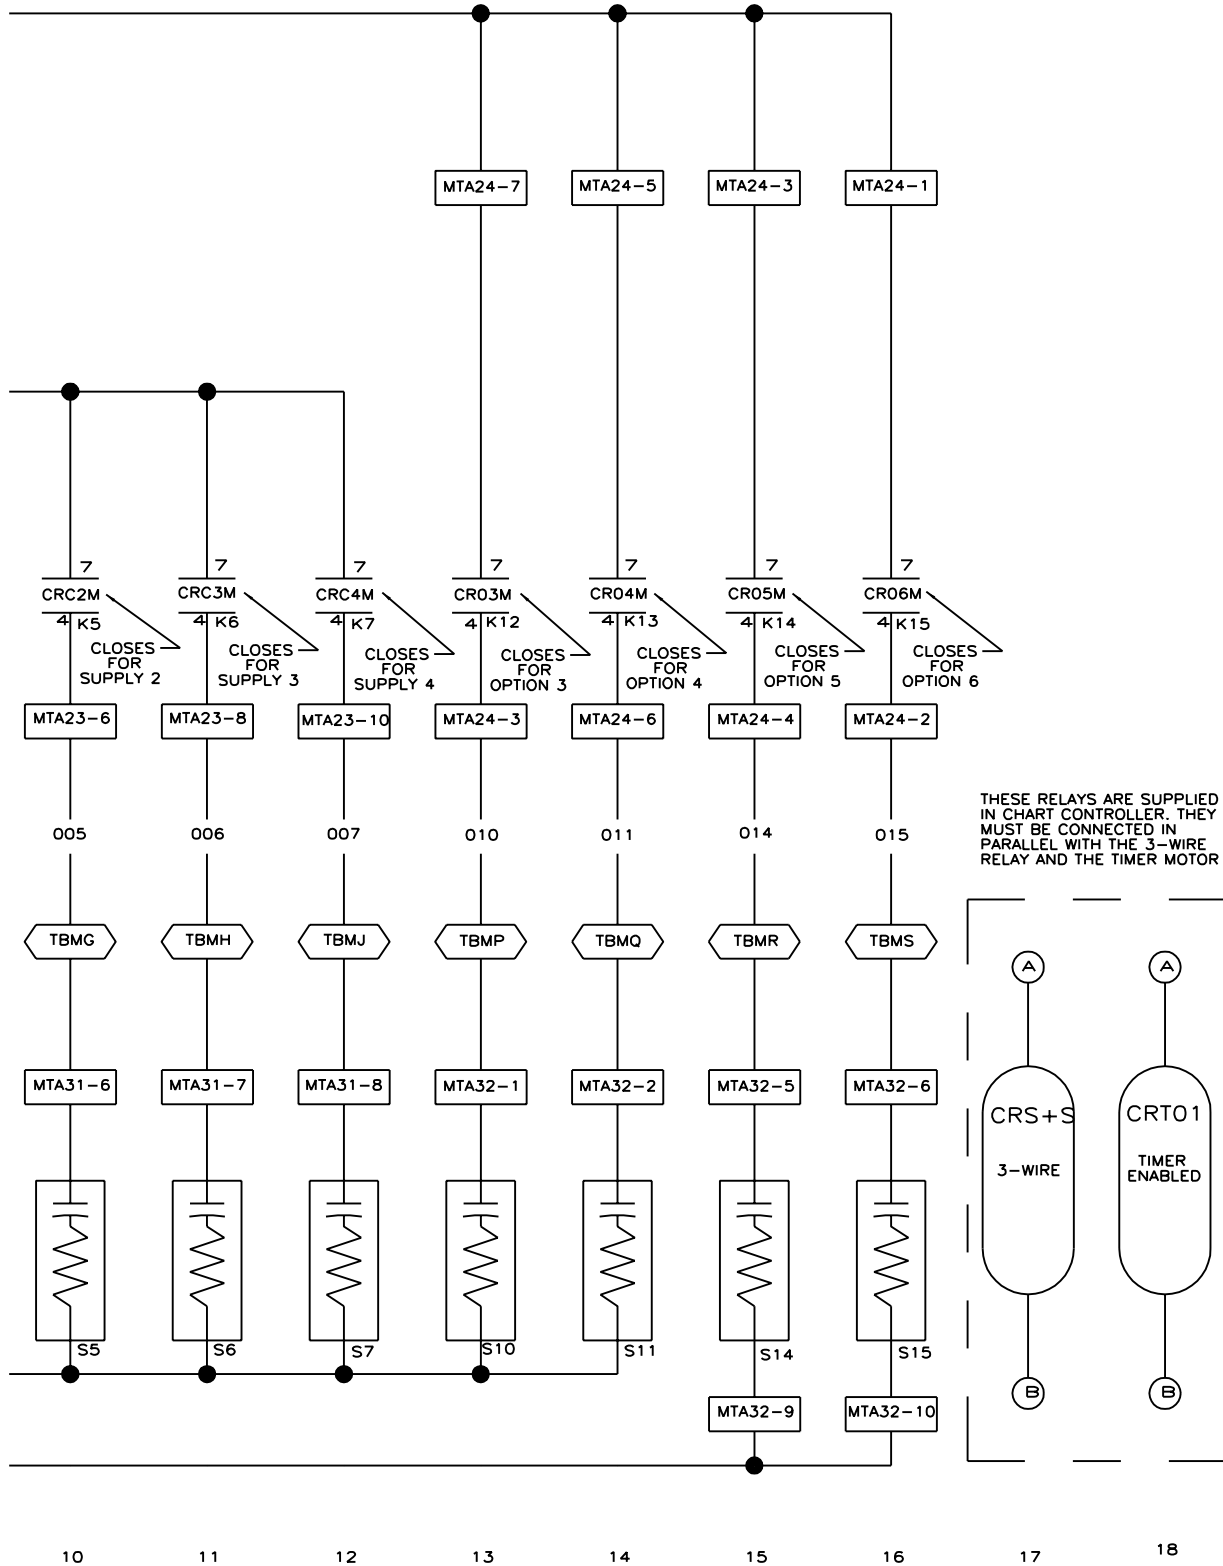 MTA24-7 MTA24-5 MTA24-3 MTA24-1
7 7 7 7 7 7 7
CRC2M CRC3M CRC4M CRO3M CRO4M CRO5M CRO6M
4 K5 4 K6 4 K7 4 K12 4 K13 4 K14 4 K15
CLOSES
FOR
SUPPLY 2
CLOSES
FOR
SUPPLY 3
CLOSES
FOR
SUPPLY 4
CLOSES
FOR
OPTION 3
CLOSES
FOR
OPTION 4
CLOSES
FOR
OPTION 5
CLOSES
FOR
OPTION 6
MTA23-6 MTA23-8 MTA23-10 MTA24-3 MTA24-6 MTA24-4 MTA24-2
005 006 007 010 011 014 015
THESE RELAYS ARE SUPPLIED
IN CHART CONTROLLER. THEY
MUST BE CONNECTED IN
PARALLEL WITH THE 3-WIRE
RELAY AND THE TIMER MOTOR
TBMG TBMH TBMJ TBMP TBMQ TBMR TBMS
A A
MTA31-6 MTA31-7 MTA31-8 MTA32-1 MTA32-2 MTA32-5 MTA32-6
CRS+S
3-WIRE
CRTO1
TIMER
ENABLED
S5 S6 S7 S10 S11 S14 S15
B B
MTA32-9 MTA32-10
10 11 12 13 14 15 16 17 18